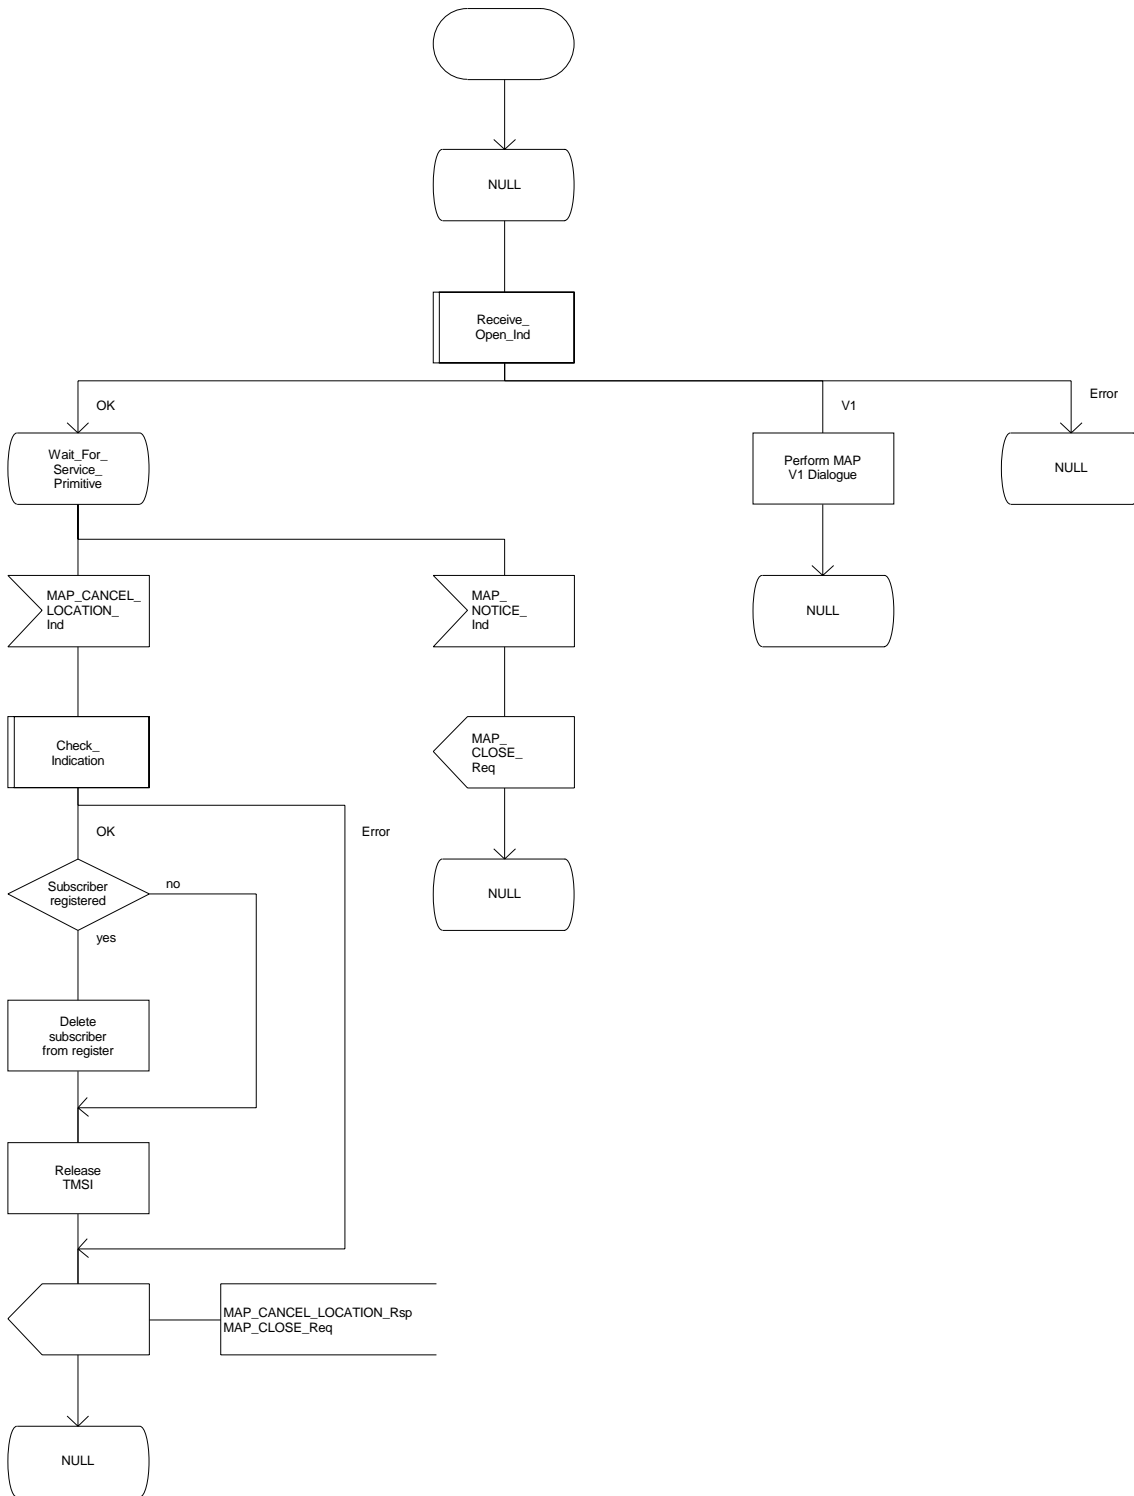 NULL
Receive_
Open_Ind
OK
V1
Error
Wait_For_
Service_
Primitive
Perform MAP
V1 Dialogue
NULL
MAP_CANCEL_
LOCATION_
Ind
MAP_
NOTICE_
Ind
NULL
Check_
Indication
MAP_
CLOSE_
Req
OK
Error
Subscriber
registered
no
yes
NULL
Delete
subscriber
from register
Release
TMSI
MAP_CANCEL_LOCATION_Rsp
MAP_CLOSE_Req
NULL